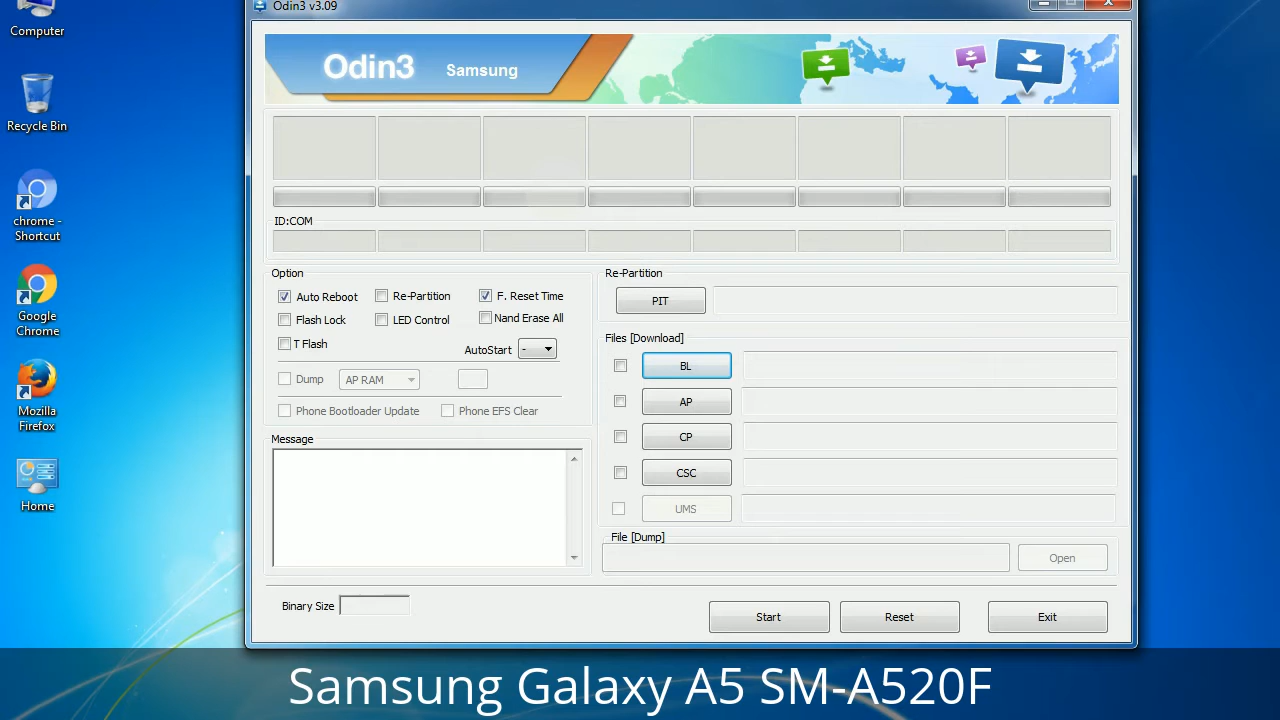 Odin3 v3.09
Computer
Odin3
Samsung
Recycle Bin
chrome -
Shortcut
ID:COM
Google
Chrome
Option
Auto Reboot
Re-Partition
F. Reset Time
Flash Lock
LED Control
Nand Erase All
T Flash
AutoStart
-
Dump
AP RAM
Phone Bootloader Update
Phone EFS Clear
Re-Partition
PIT
Files [Download]
BL
AP
CP
CSC
UMS
Mozilla
Firefox
Message
Home
File [Dump]
Open
Binary Size
Start
Reset
Exit
Samsung Galaxy A5 SM-A520F